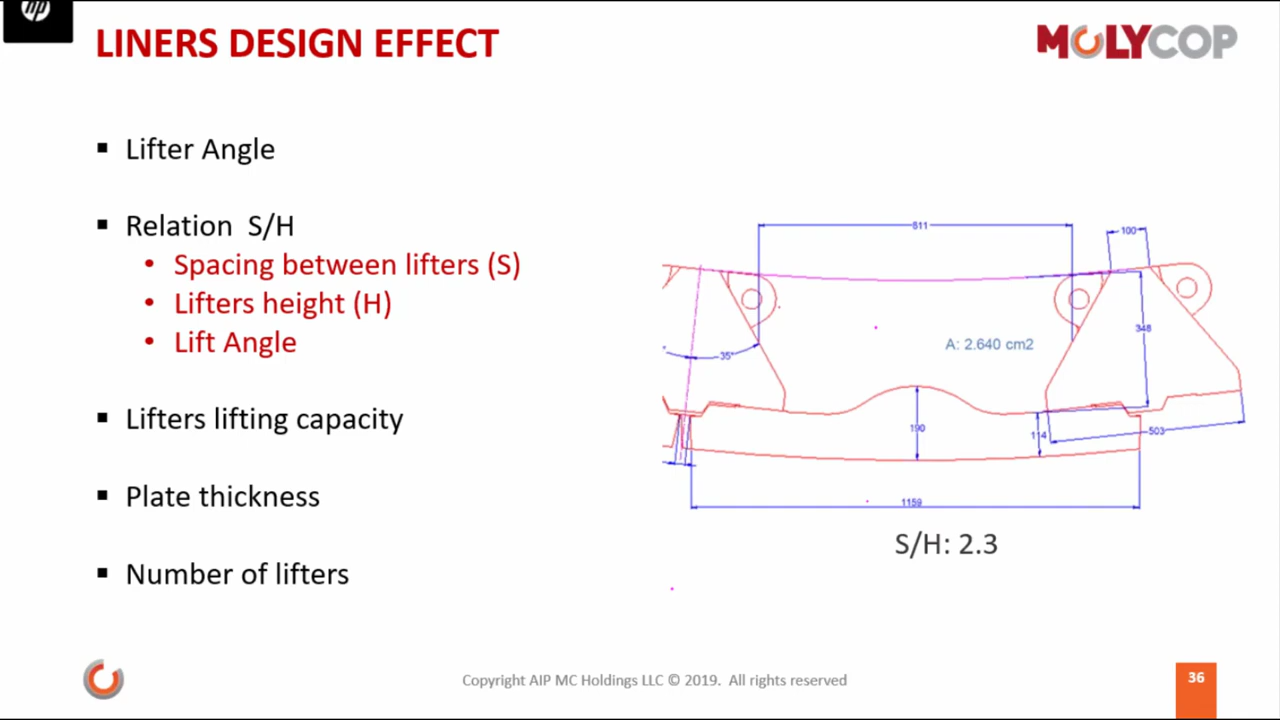 hp
LINERS DESIGN EFFECT
MOLYCOP
▪ Lifter Angle
▪ Relation S/H
• Spacing between lifters (S)
• Lifters height (H)
• Lift Angle
▪ Lifters lifting capacity
▪ Plate thickness
▪ Number of lifters
811
100
348
A: 2.640 cm2
35°
190
114
503
1159
S/H: 2.3
Copyright AIP MC Holdings LLC © 2019. All rights reserved
36